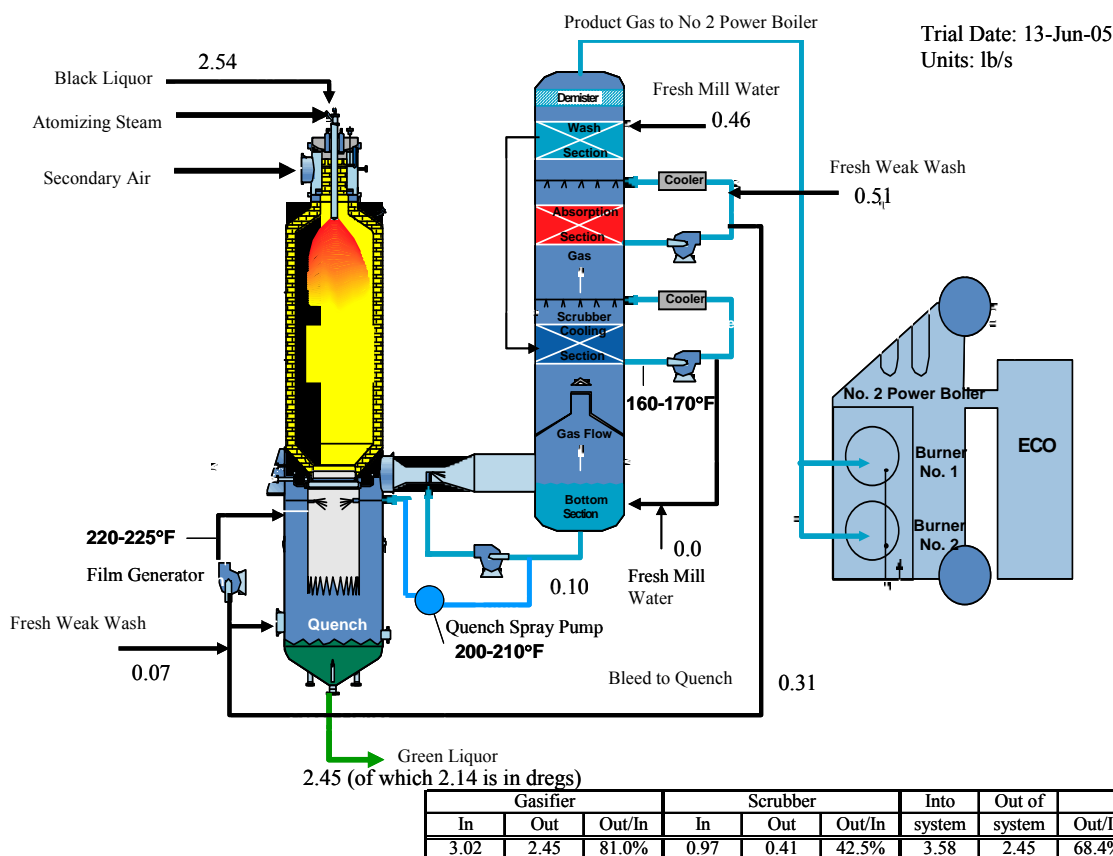 Product Gas to No 2 Power Boiler
Trial Date: 13-Jun-05
Units: lb/s
2.54
Black Liquor
Atomizing Steam
Secondary Air
Demister
Fresh Mill Water
0.46
Wash
Section
Cooler
Fresh Weak Wash
0.51
Absorption
Section
Gas
Cooler
Scrubber
Cooling
Section
160-170°F
Gas Flow
No. 2 Power Boiler
ECO
Burner
No. 1
Burner
No. 2
Bottom
Section
0.0
Fresh Mill
Water
220-225°F
Film Generator
0.10
Quench
Quench Spray Pump
200-210°F
Fresh Weak Wash
0.07
Bleed to Quench
0.31
Green Liquor
2.45 (of which 2.14 is in dregs)
Gasifier Scrubber Into Out of
In Out Out/In In Out Out/In system system
3.02 2.45 81.0% 0.97 0.41 42.5% 3.58 2.45